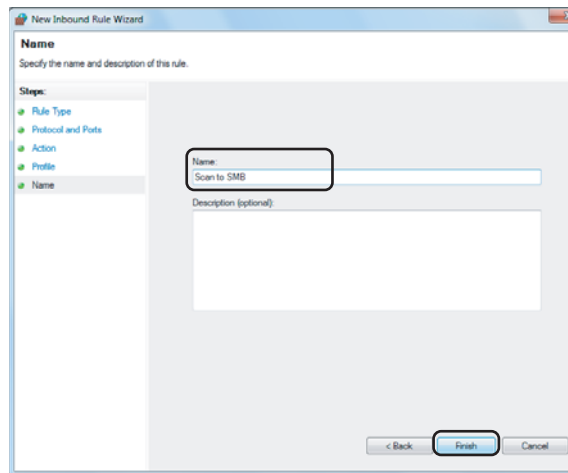 New Inbound Rule Wizard
Name
Specify the name and description of this rule.
Steps:
Rule Type
Protocol and Ports
Action
Profile
Name
Name:
Scan to SMB
Description (optional):
< Back
Finish
Cancel